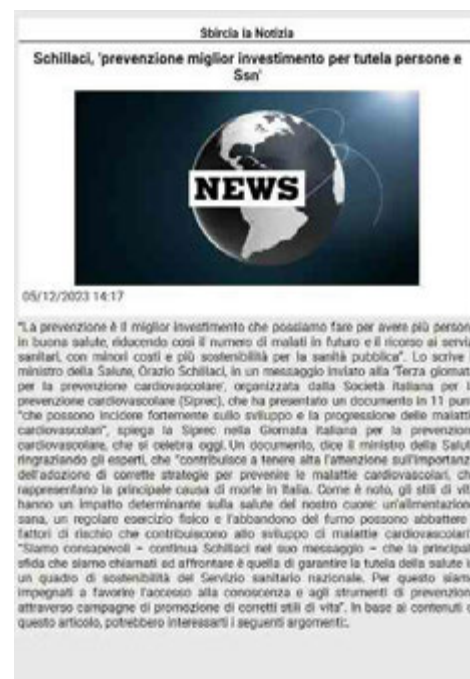 Sbircia la Notizia
Schillaci, 'prevenzione miglior investimento per tutela persone e
Ssn'
NEWS
05/12/2023 14:17
"La prevenzione è il miglior investimento che possiamo fare per avere più person
in buona salute, riducendo così il numero di malati in futuro e il ricorso ai serviz
sanitari, con minori costi e più sostenibilità per la sanità pubblica". Lo scrive i
ministro della Salute, Orazio Schillaci, in un messaggio inviato alla 'Terza giornat
per la prevenzione cardiovascolare', organizzata dalla Società italiana per l
prevenzione cardiovascolare (Siprec), che ha presentato un documento in 11 punt
"che possono incidere fortemente sullo sviluppo e la progressione delle malatti
cardiovascolari", spiega la Siprec nella Giornata italiana per la prevenzion
cardiovascolare, che si celebra oggi. Un documento, dice il ministro della Salut
ringraziando gli esperti, che "contribuisce a tenere alta l'attenzione sull'importanz
dell'adozione di corrette strategie per prevenire le malattie cardiovascolari, ch
rappresentano la principale causa di morte in Italia. Come è noto, gli stili di vit
hanno un impatto determinante sulla salute del nostro cuore: un'alimentazion
sana, un regolare esercizio fisico e l'abbandono del fumo possono abbattere
fattori di rischio che contribuiscono allo sviluppo di malattie cardiovascolari"
"Siamo consapevoli – continua Schillaci nel suo messaggio – che la principal
sfida che siamo chiamati ad affrontare è quella di garantire la tutela della salute i
un quadro di sostenibilità del Servizio sanitario nazionale. Per questo siam
impegnati a favorire l'accesso alla conoscenza e agli strumenti di prevenzion
attraverso campagne di promozione di corretti stili di vita". In base ai contenuti d
questo articolo, potrebbero interessarti i seguenti argomenti:.